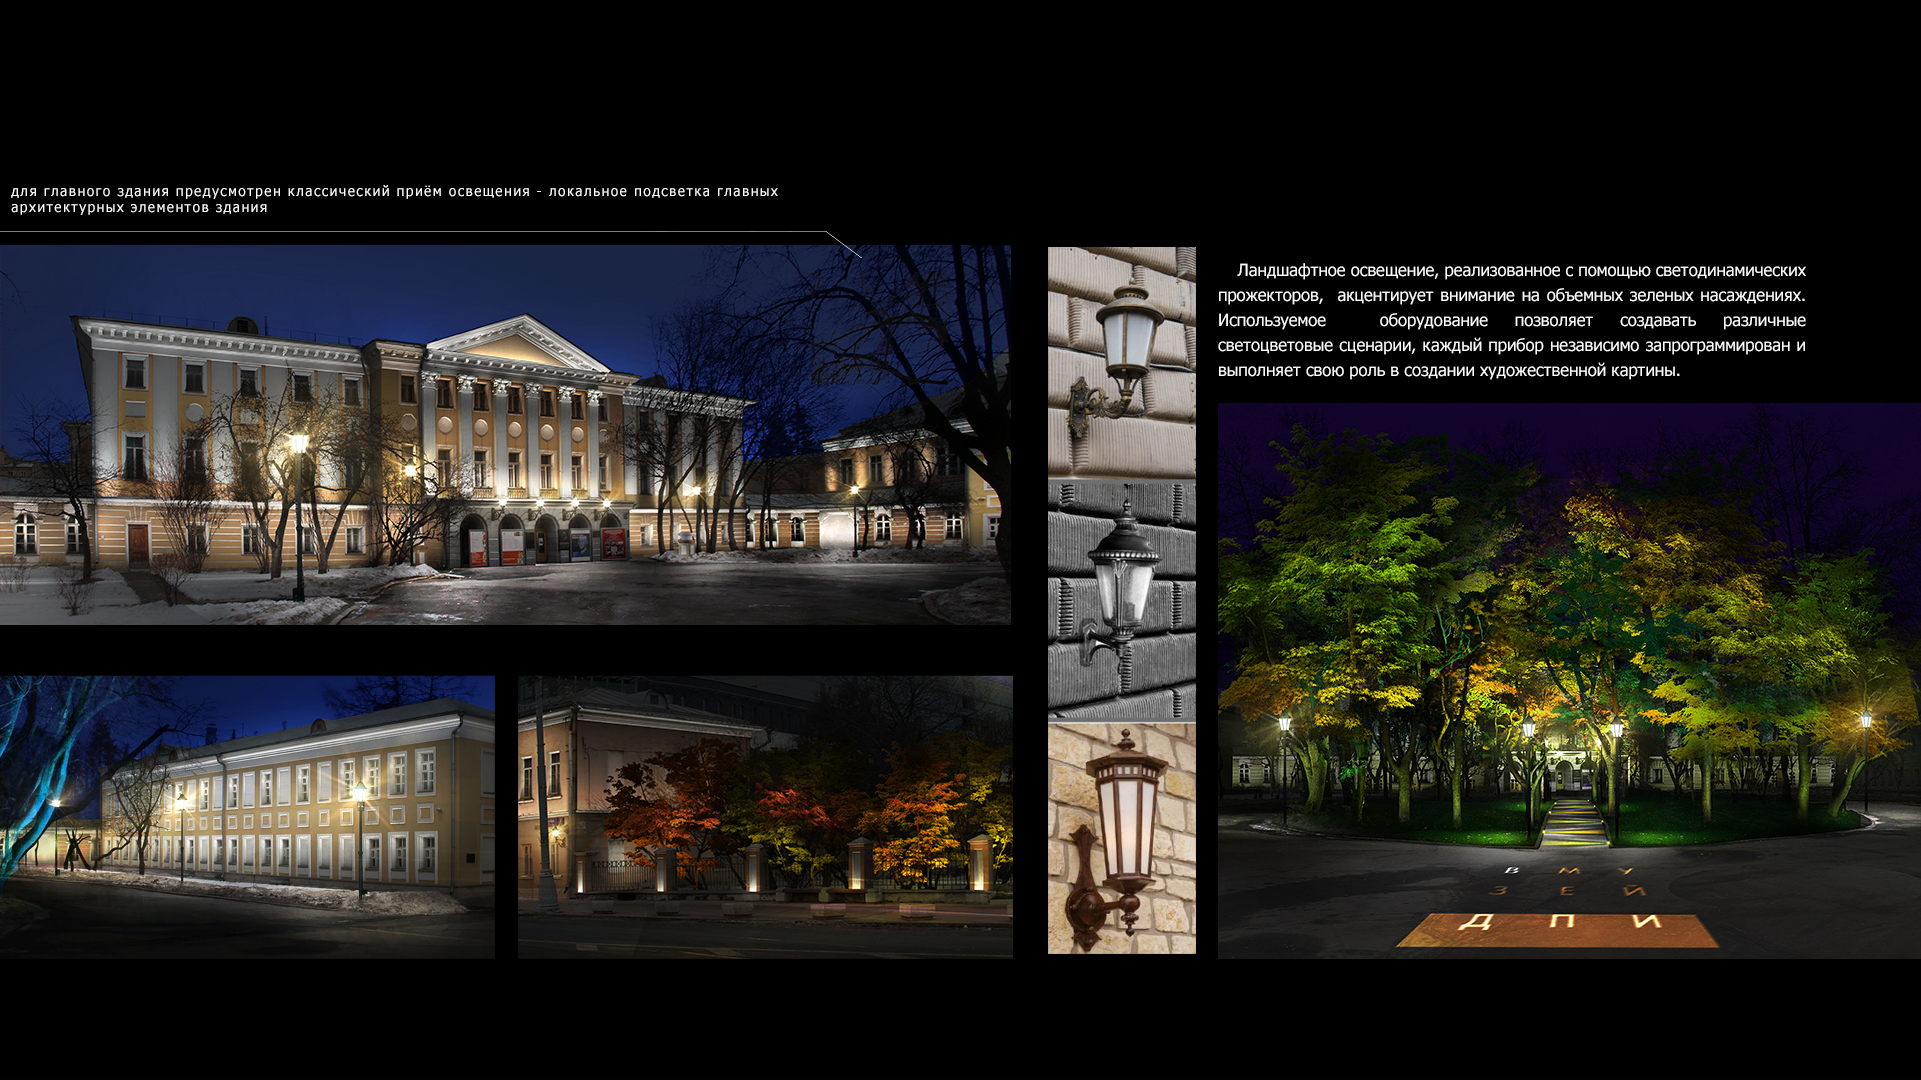 для главного здания предусмотрен классический приём освещения - локальное подсветка главных
архитектурных элементов здания
Ландшафтное освещение, реализованное с помощью светодинамических
прожекторов, акцентирует внимание на объемных зеленых насаждениях.
Используемое оборудование позволяет создавать различные
светоцветовые сценарии, каждый прибор независимо запрограммирован и
выполняет свою роль в создании художественной картины.
В М У
З Е Й
Д П И